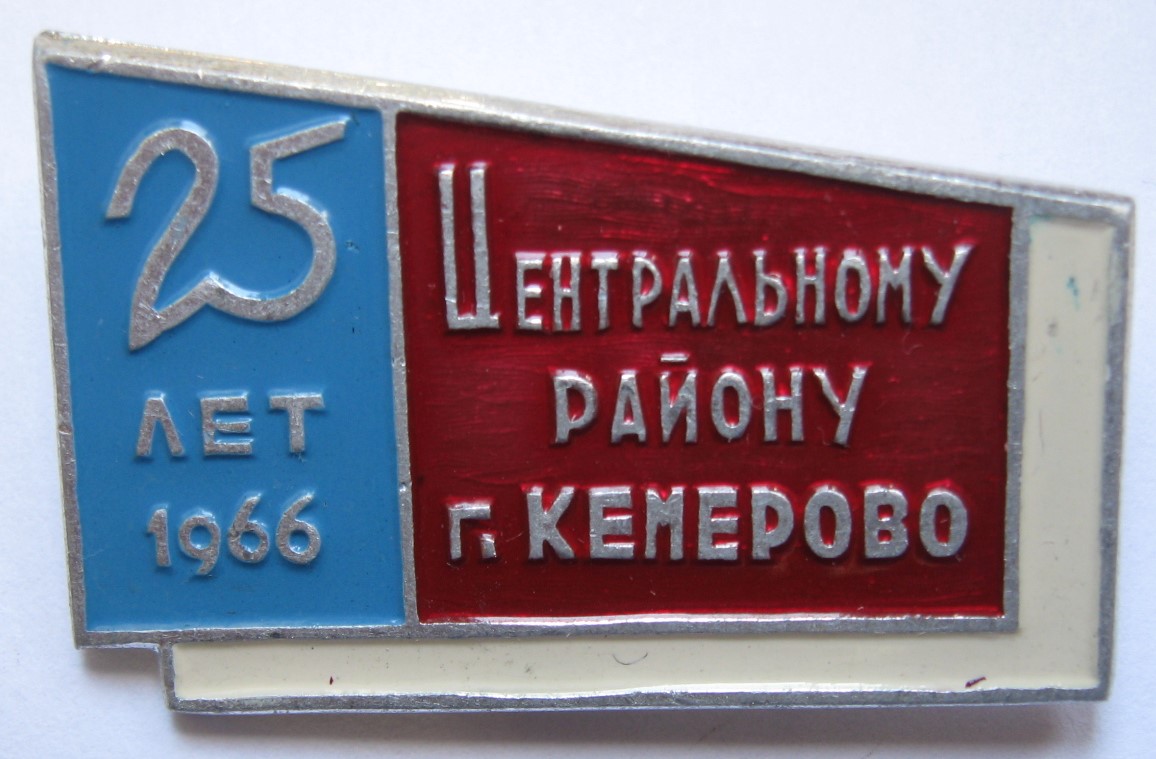 25
ЛЕТ
1966
ЦЕНТРАЛЬНОМУ
РАЙОНУ
г. КЕМЕРОВО